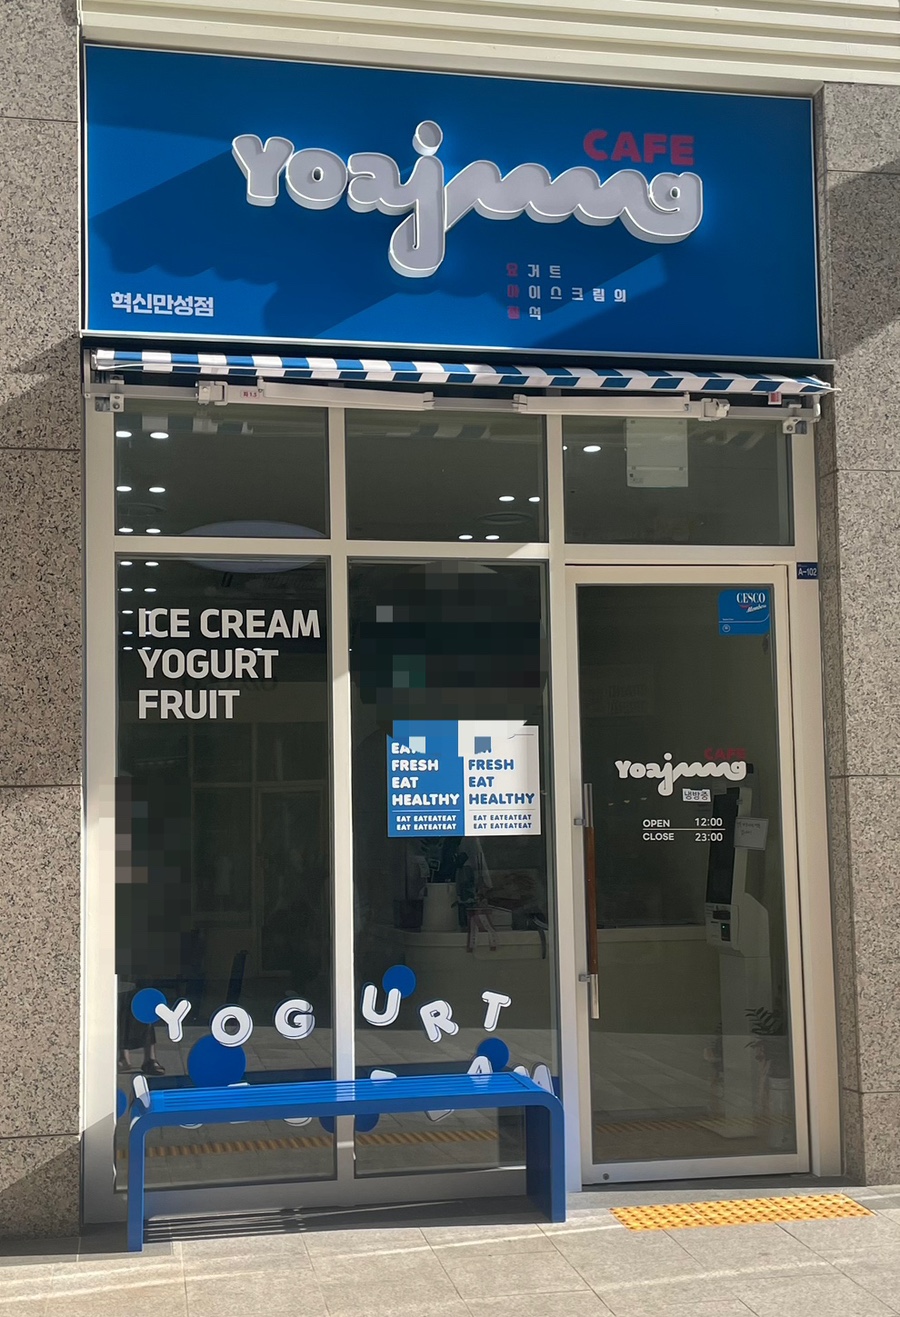 CAFE
Yoajung
요거트
아이스크림의
정석
혁신만성점
A-102
CESCO
Members
ICE CREAM
YOGURT
FRUIT
EAT
FRESH
EAT
HEALTHY
EAT EATEATEAT
EAT EATEATEAT
FRESH
EAT
HEALTHY
EAT EATEATEAT
EAT EATEATEAT
CAFE
Yoajung
냉방중
OPEN 12:00
CLOSE 23:00
YOGURT